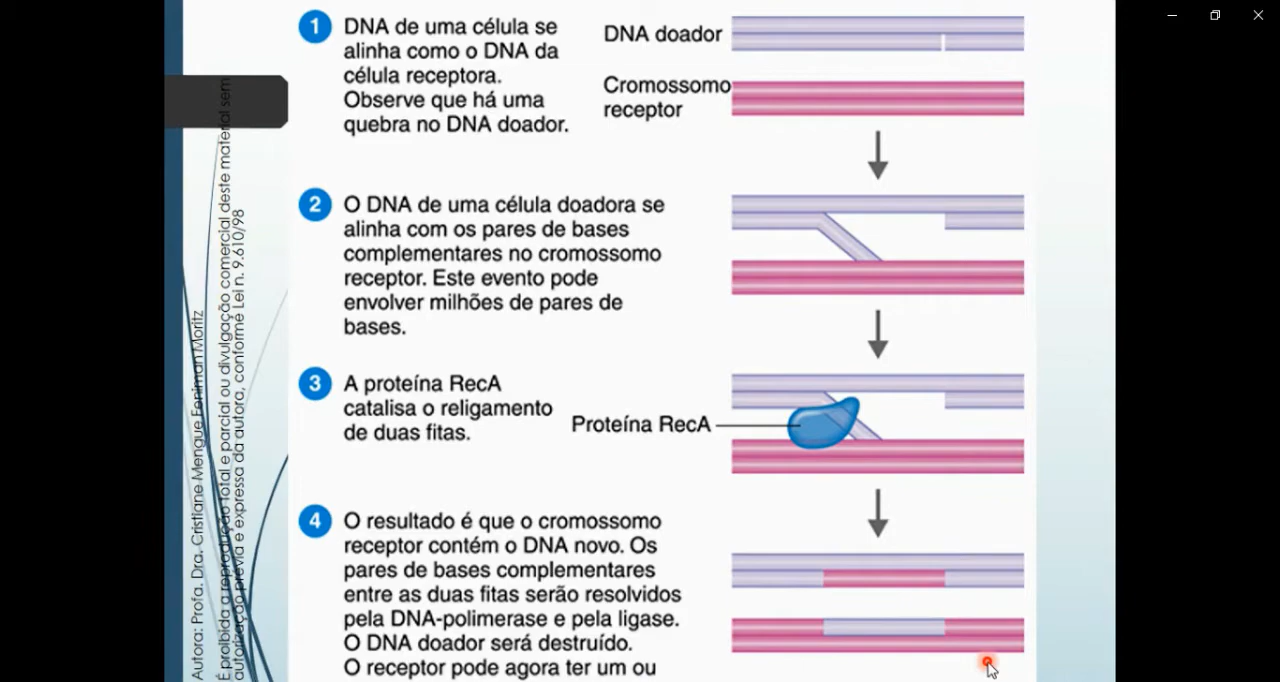 1
DNA de uma célula se
alinha como o DNA da
célula receptora.
Observe que há uma
quebra no DNA doador.
DNA doador
Cromossomo
receptor
2
O DNA de uma célula doadora se
alinha com os pares de bases
complementares no cromossomo
receptor. Este evento pode
envolver milhões de pares de
bases.
3
A proteína RecA
catalisa o religamento
de duas fitas.
Proteína RecA
4
O resultado é que o cromossomo
receptor contém o DNA novo. Os
pares de bases complementares
entre as duas fitas serão resolvidos
pela DNA-polimerase e pela ligase.
O DNA doador será destruído.
O receptor pode agora ter um ou
Autora: Profa. Dra. Cristiane Mengue Feniman Moritz
É proibida a reprodução total e parcial ou divulgação comercial deste material sem
autorização prévia e expressa da autora, conforme Lei n. 9.610/98